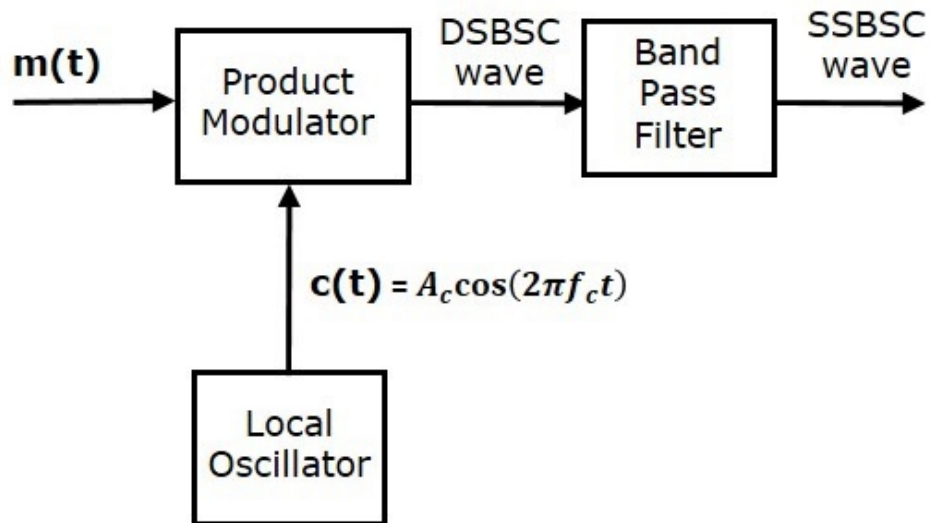 m(t)
Product
Modulator
DSBSC
wave
Band
Pass
Filter
SSBSC
wave
c(t) = A_c cos(2πf_c t)
Local
Oscillator